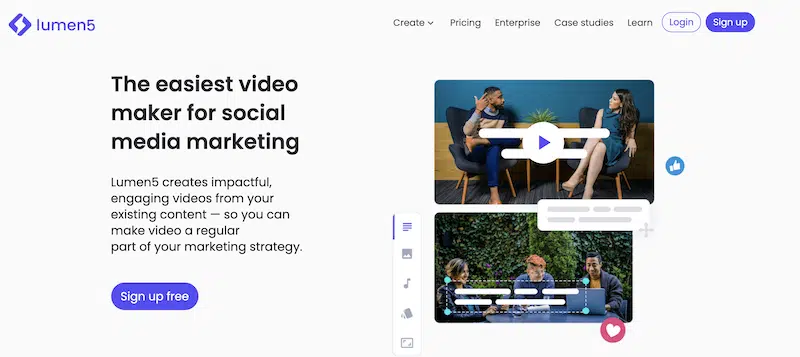 lumen5
Create
Pricing
Enterprise
Case studies
Learn
Login
Sign up
The easiest video
maker for social
media marketing
Lumen5 creates impactful,
engaging videos from your
existing content — so you can
make video a regular
part of your marketing strategy.
Sign up free